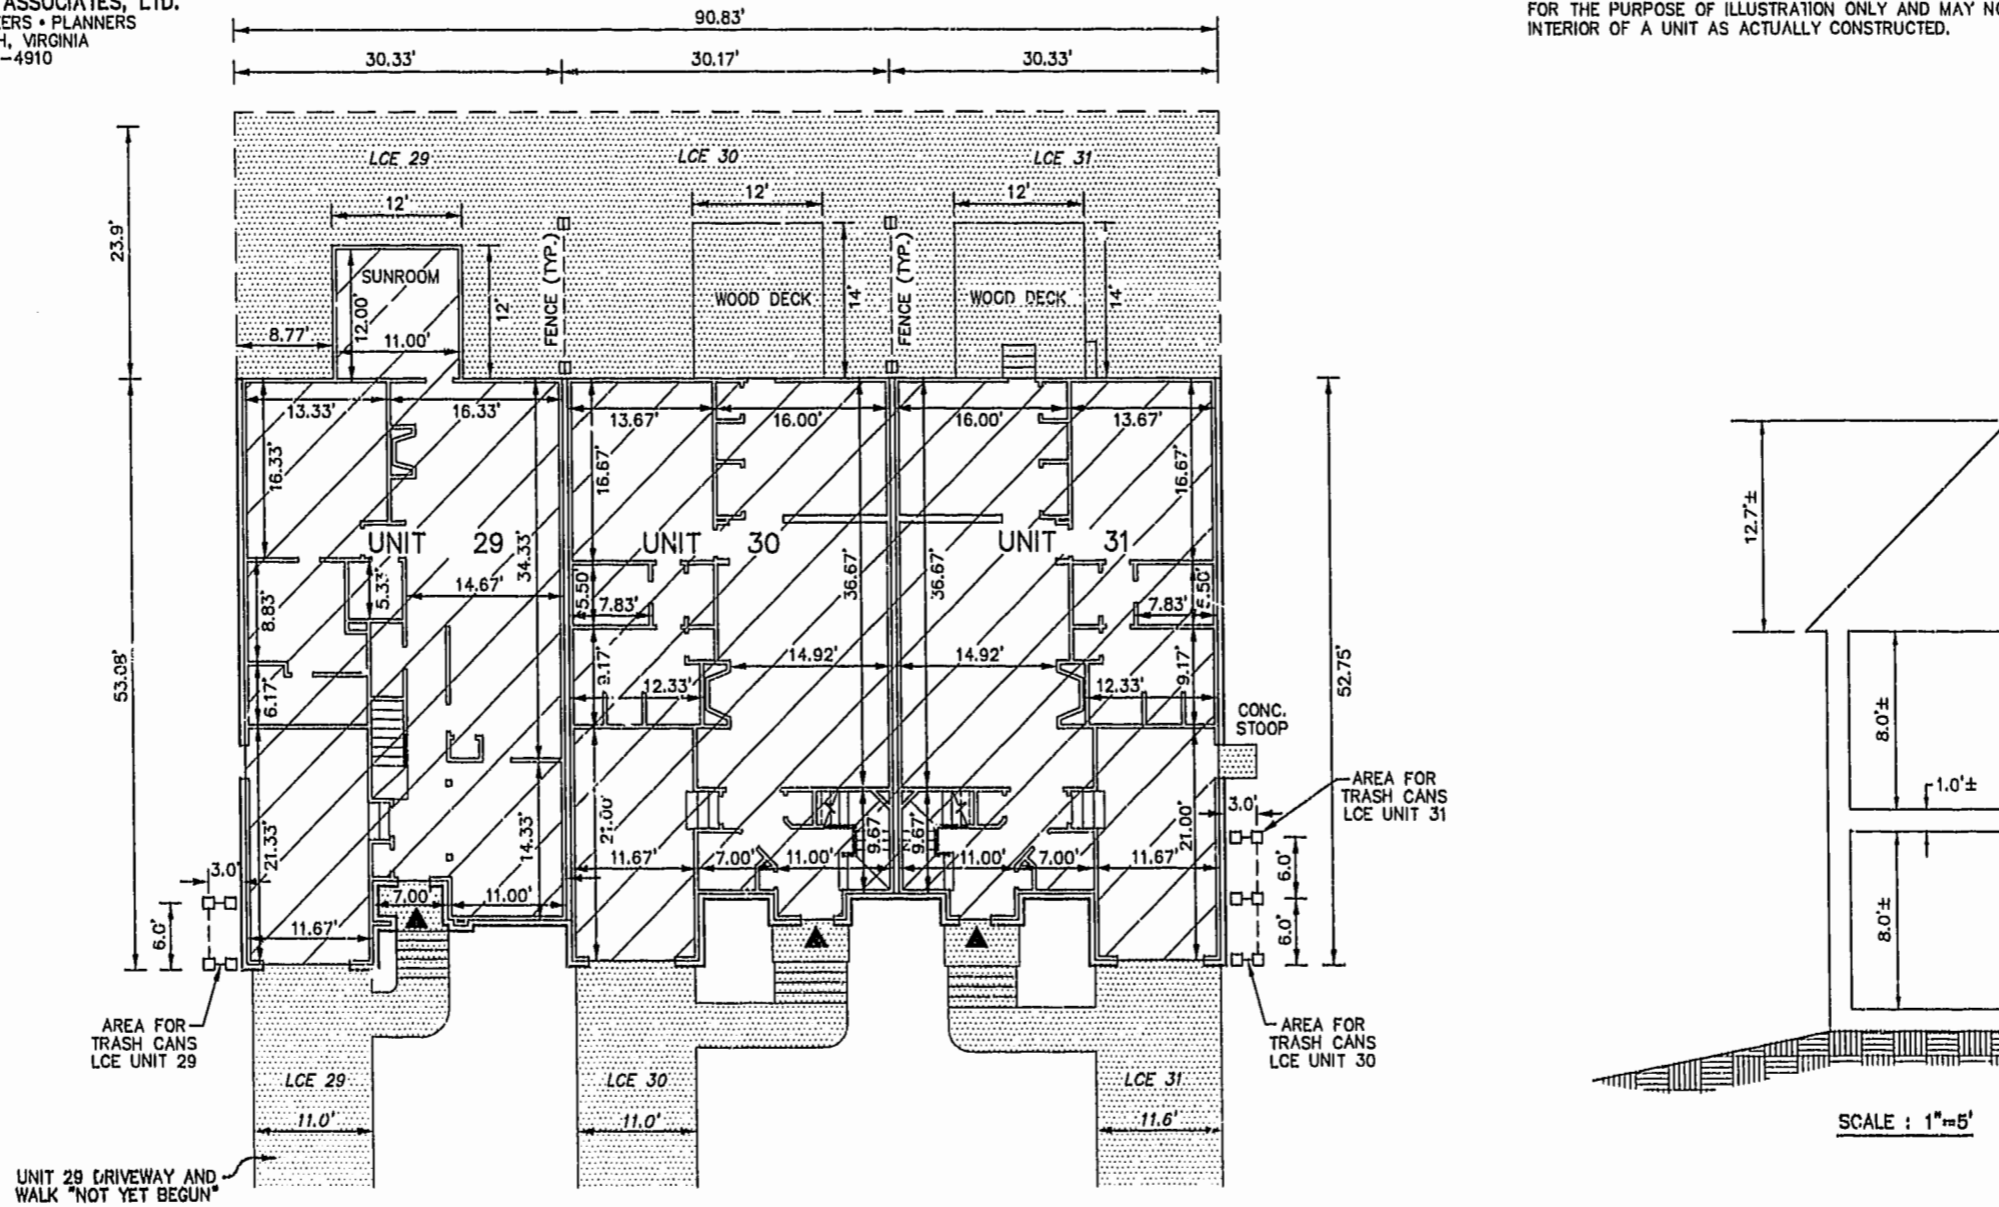 ASSOCIATES, LTD.
EERS • PLANNERS
H, VIRGINIA
-4910
FOR THE PURPOSE OF ILLUSTRATION ONLY AND MAY NO
INTERIOR OF A UNIT AS ACTUALLY CONSTRUCTED.
90.83'
30.33'
30.17'
30.33'
LCE 29
LCE 30
LCE 31
12'
12'
12'
23.9'
SUNROOM
12.00'
12'
FENCE (TYP.)
WOOD DECK
14'
FENCE (TYP.)
WOOD DECK
14'
8.77'
11.00'
13.33'
16.33'
13.67'
16.00'
16.00'
13.67'
16.33'
16.67'
16.67'
UNIT 29
UNIT 30
UNIT 31
34.33'
36.67'
36.67'
5.33'
14.67'
5.50'
5.50'
8.83'
7.83'
7.83'
53.08'
52.75'
14.92'
14.92'
9.17'
9.17'
6.17'
12.33'
12.33'
CONC.
STOOP
AREA FOR
TRASH CANS
LCE UNIT 31
3.0'
21.33'
14.33'
21.00'
9.67'
9.67'
21.00'
11.67'
7.00'
11.00'
11.00'
7.00'
11.67'
6.0'
6.0'
3.0'
6.0'
7.00
11.00'
11.67'
AREA FOR
TRASH CANS
LCE UNIT 29
AREA FOR
TRASH CANS
LCE UNIT 30
LCE 29
LCE 30
LCE 31
11.0'
11.0'
11.6'
UNIT 29 DRIVEWAY AND
WALK "NOT YET BEGUN"
12.7'±
8.0'±
1.0'±
8.0'±
SCALE : 1"=5'